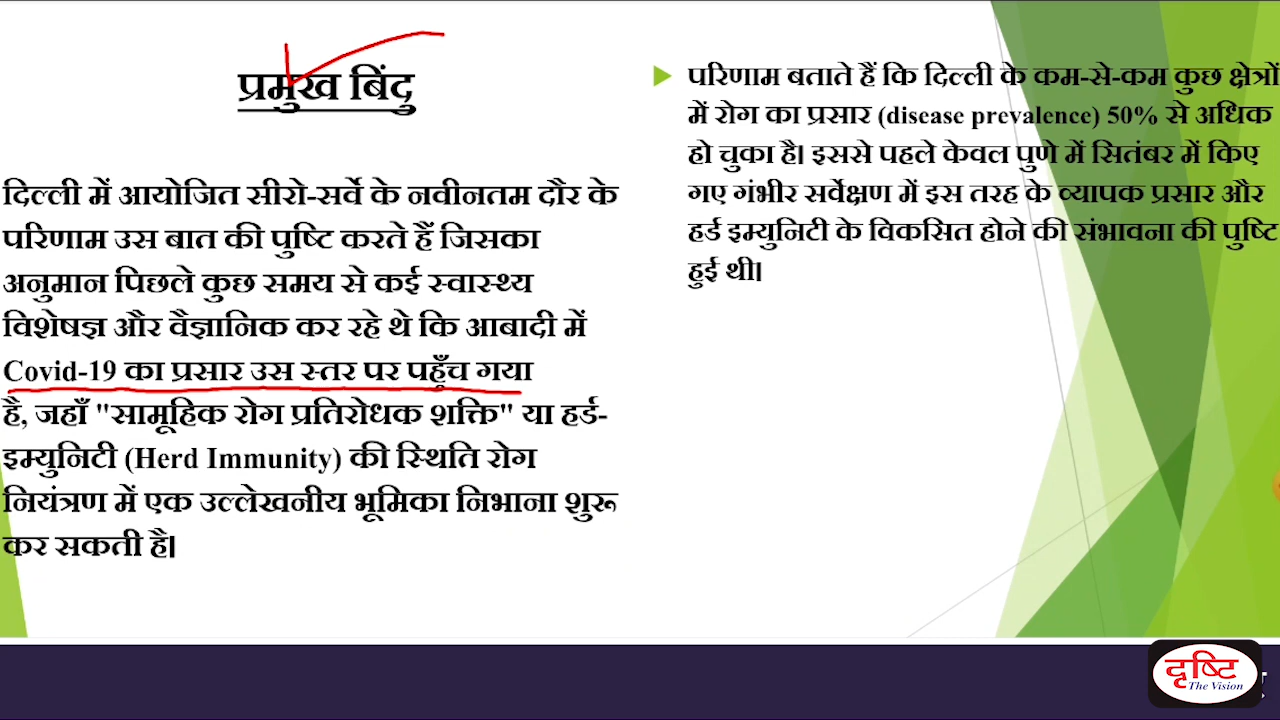 प्रमुख बिंदु
दिल्ली में आयोजित सीरो-सर्वे के नवीनतम दौर के
परिणाम उस बात की पुष्टि करते हैं जिसका
अनुमान पिछले कुछ समय से कई स्वास्थ्य
विशेषज्ञ और वैज्ञानिक कर रहे थे कि आबादी में
Covid-19 का प्रसार उस स्तर पर पहुँच गया
है, जहाँ "सामूहिक रोग प्रतिरोधक शक्ति" या हर्ड-
इम्युनिटी (Herd Immunity) की स्थिति रोग
नियंत्रण में एक उल्लेखनीय भूमिका निभाना शुरू
कर सकती है।
परिणाम बताते हैं कि दिल्ली के कम-से-कम कुछ क्षेत्रों
में रोग का प्रसार (disease prevalence) 50% से अधिक
हो चुका है। इससे पहले केवल पुणे में सितंबर में किए
गए गंभीर सर्वेक्षण में इस तरह के व्यापक प्रसार और
हर्ड इम्युनिटी के विकसित होने की संभावना की पुष्टि
हुई थी।
दृष्टि
The Vision